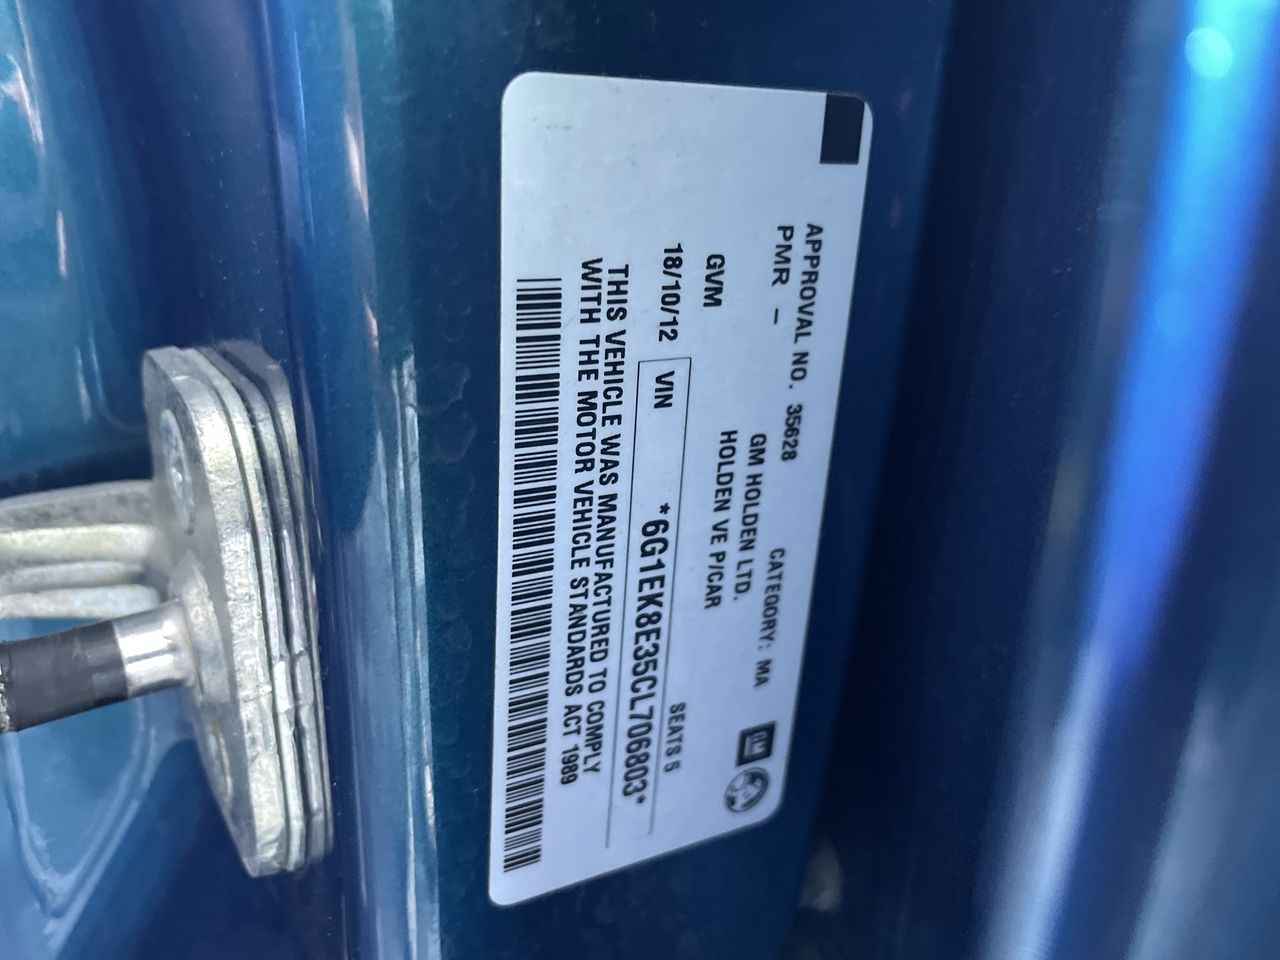 APPROVAL NO. 35628 CATEGORY: MA
PMR –
GM HOLDEN LTD.
HOLDEN VE P/CAR
GM
GVM SEATS 5
18/10/12 VIN *6G1EK8E35CL706803*
THIS VEHICLE WAS MANUFACTURED TO COMPLY
WITH THE MOTOR VEHICLE STANDARDS ACT 1989